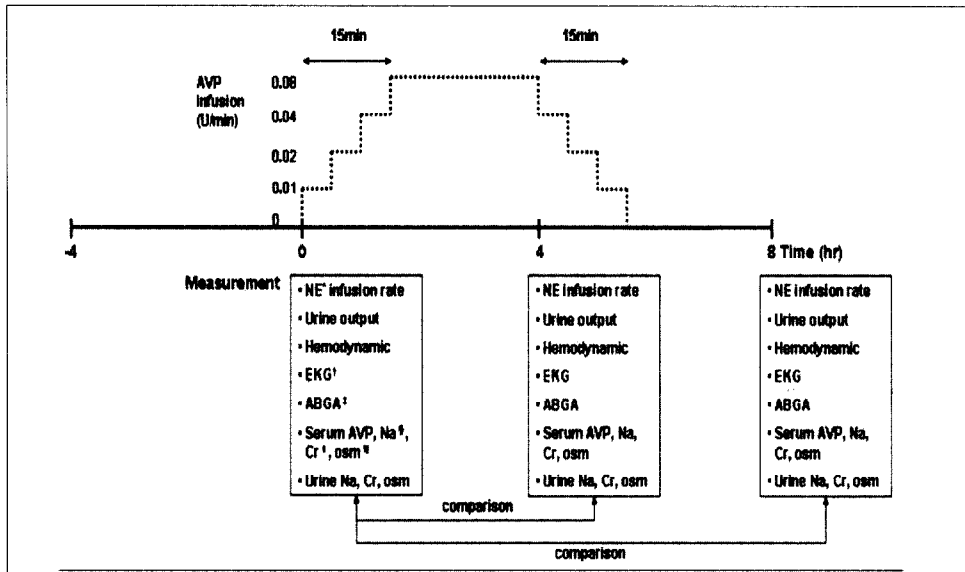 15min 15min
AVP
infusion
(U/min)
0.08
0.04
0.02
0.01
0
-4 0 4 8 Time (hr)
Measurement
• NE* infusion rate
• Urine output
• Hemodynamic
• EKG†
• ABGA‡
• Serum AVP, Na§,
Cr∥, osm¶
• Urine Na, Cr, osm
• NE infusion rate
• Urine output
• Hemodynamic
• EKG
• ABGA
• Serum AVP, Na,
Cr, osm
• Urine Na, Cr, osm
• NE infusion rate
• Urine output
• Hemodynamic
• EKG
• ABGA
• Serum AVP, Na,
Cr, osm
• Urine Na, Cr, osm
comparison
comparison